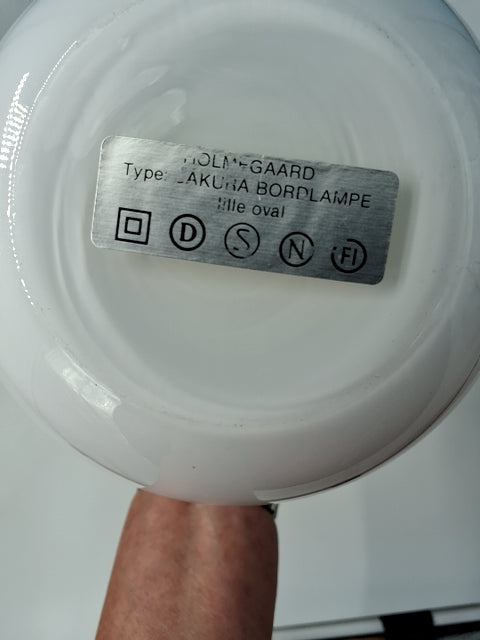 HOLMEGAARD
Type: SAKURA BORDLAMPE
lille oval
D S N FI